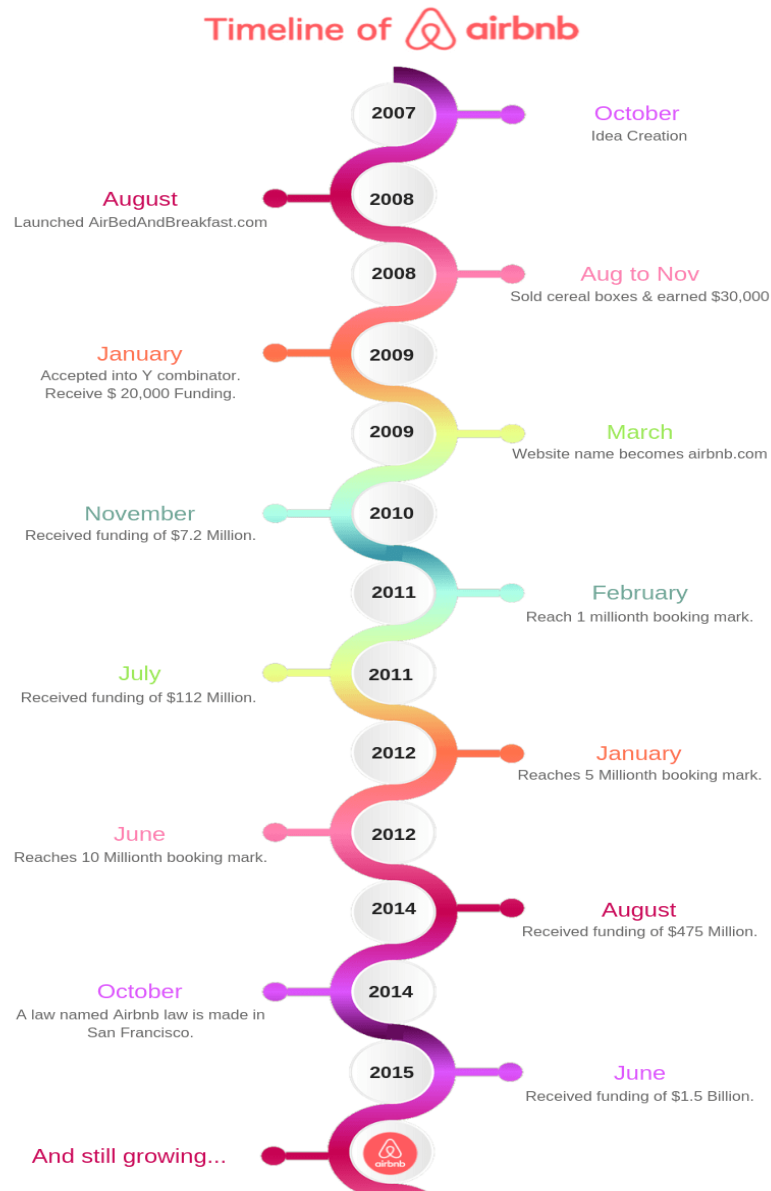 Timeline of airbnb
2007
October
Idea Creation
August
2008
Launched AirBedAndBreakfast.com
2008
Aug to Nov
Sold cereal boxes & earned $30,000
January
2009
Accepted into Y combinator.
Receive $ 20,000 Funding.
2009
March
Website name becomes airbnb.com
November
2010
Received funding of $7.2 Million.
2011
February
Reach 1 millionth booking mark.
July
2011
Received funding of $112 Million.
2012
January
Reaches 5 Millionth booking mark.
June
2012
Reaches 10 Millionth booking mark.
2014
August
Received funding of $475 Million.
October
2014
A law named Airbnb law is made in
San Francisco.
2015
June
Received funding of $1.5 Billion.
And still growing...
airbnb